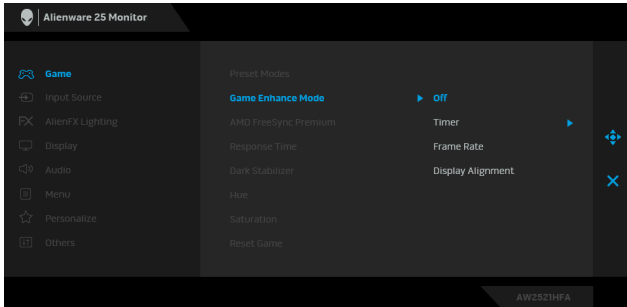 Alienware 25 Monitor
Game
Input Source
AlienFX Lighting
Display
Audio
Menu
Personalize
Others
Preset Modes
Game Enhance Mode
AMD FreeSync Premium
Response Time
Dark Stabilizer
Hue
Saturation
Reset Game
Off
Timer
Frame Rate
Display Alignment
AW2521HFA